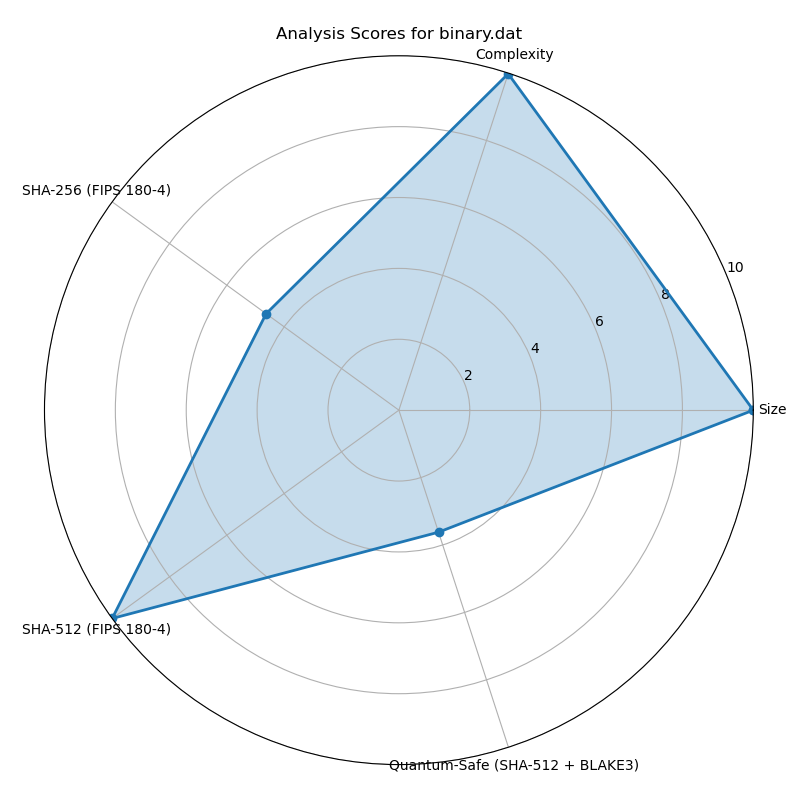 Analysis Scores for binary.dat
Complexity
SHA-256 (FIPS 180-4)
10
8
6
4
2
Size
SHA-512 (FIPS 180-4)
Quantum-Safe (SHA-512 + BLAKE3)